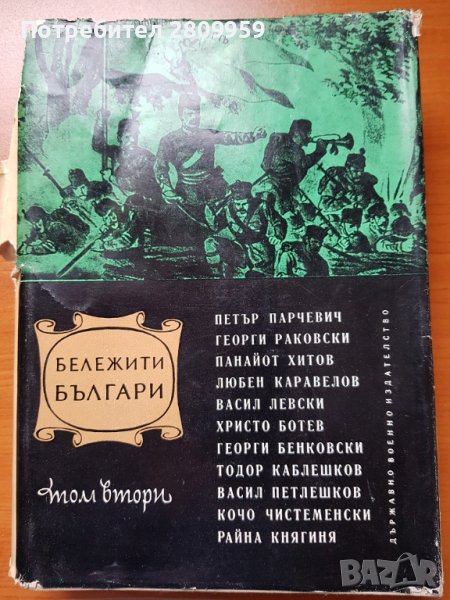 Потребител 2809959
ПЕТЪР ПАРЧЕВИЧ
ГЕОРГИ РАКОВСКИ
ПАНАЙОТ ХИТОВ
ЛЮБЕН КАРАВЕЛОВ
ВАСИЛ ЛЕВСКИ
ХРИСТО БОТЕВ
ГЕОРГИ БЕНКОВСКИ
ТОДОР КАБЛЕШКОВ
ВАСИЛ ПЕТЛЕШКОВ
КОЧО ЧИСТЕМЕНСКИ
РАЙНА КНЯГИНЯ
БЕЛЕЖИТИ
БЪЛГАРИ
том втори
ДЪРЖАВНО ВОЕННО ИЗДАТЕЛСТВО
BAZAR